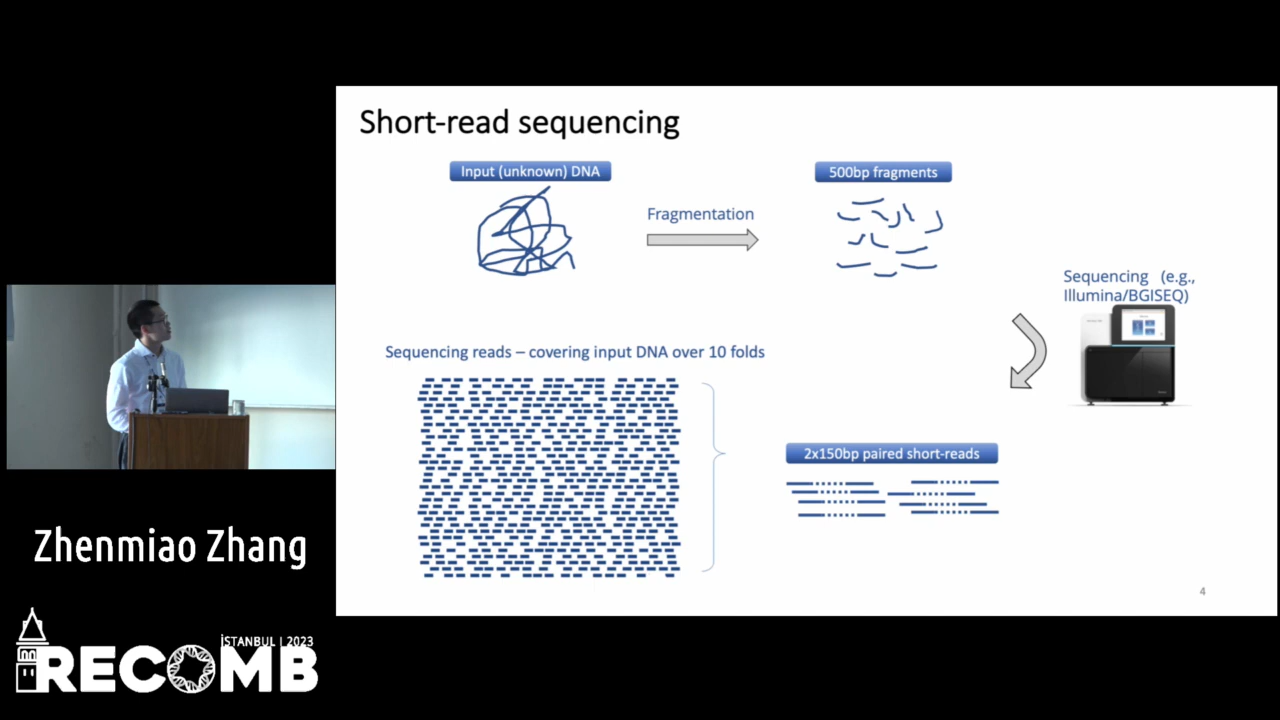 Short-read sequencing
Input (unknown) DNA
500bp fragments
Fragmentation
Sequencing (e.g.,
Illumina/BGISEQ)
Sequencing reads – covering input DNA over 10 folds
2x150bp paired short-reads
4
Zhenmiao Zhang
İSTANBUL | 2023
RECOMB